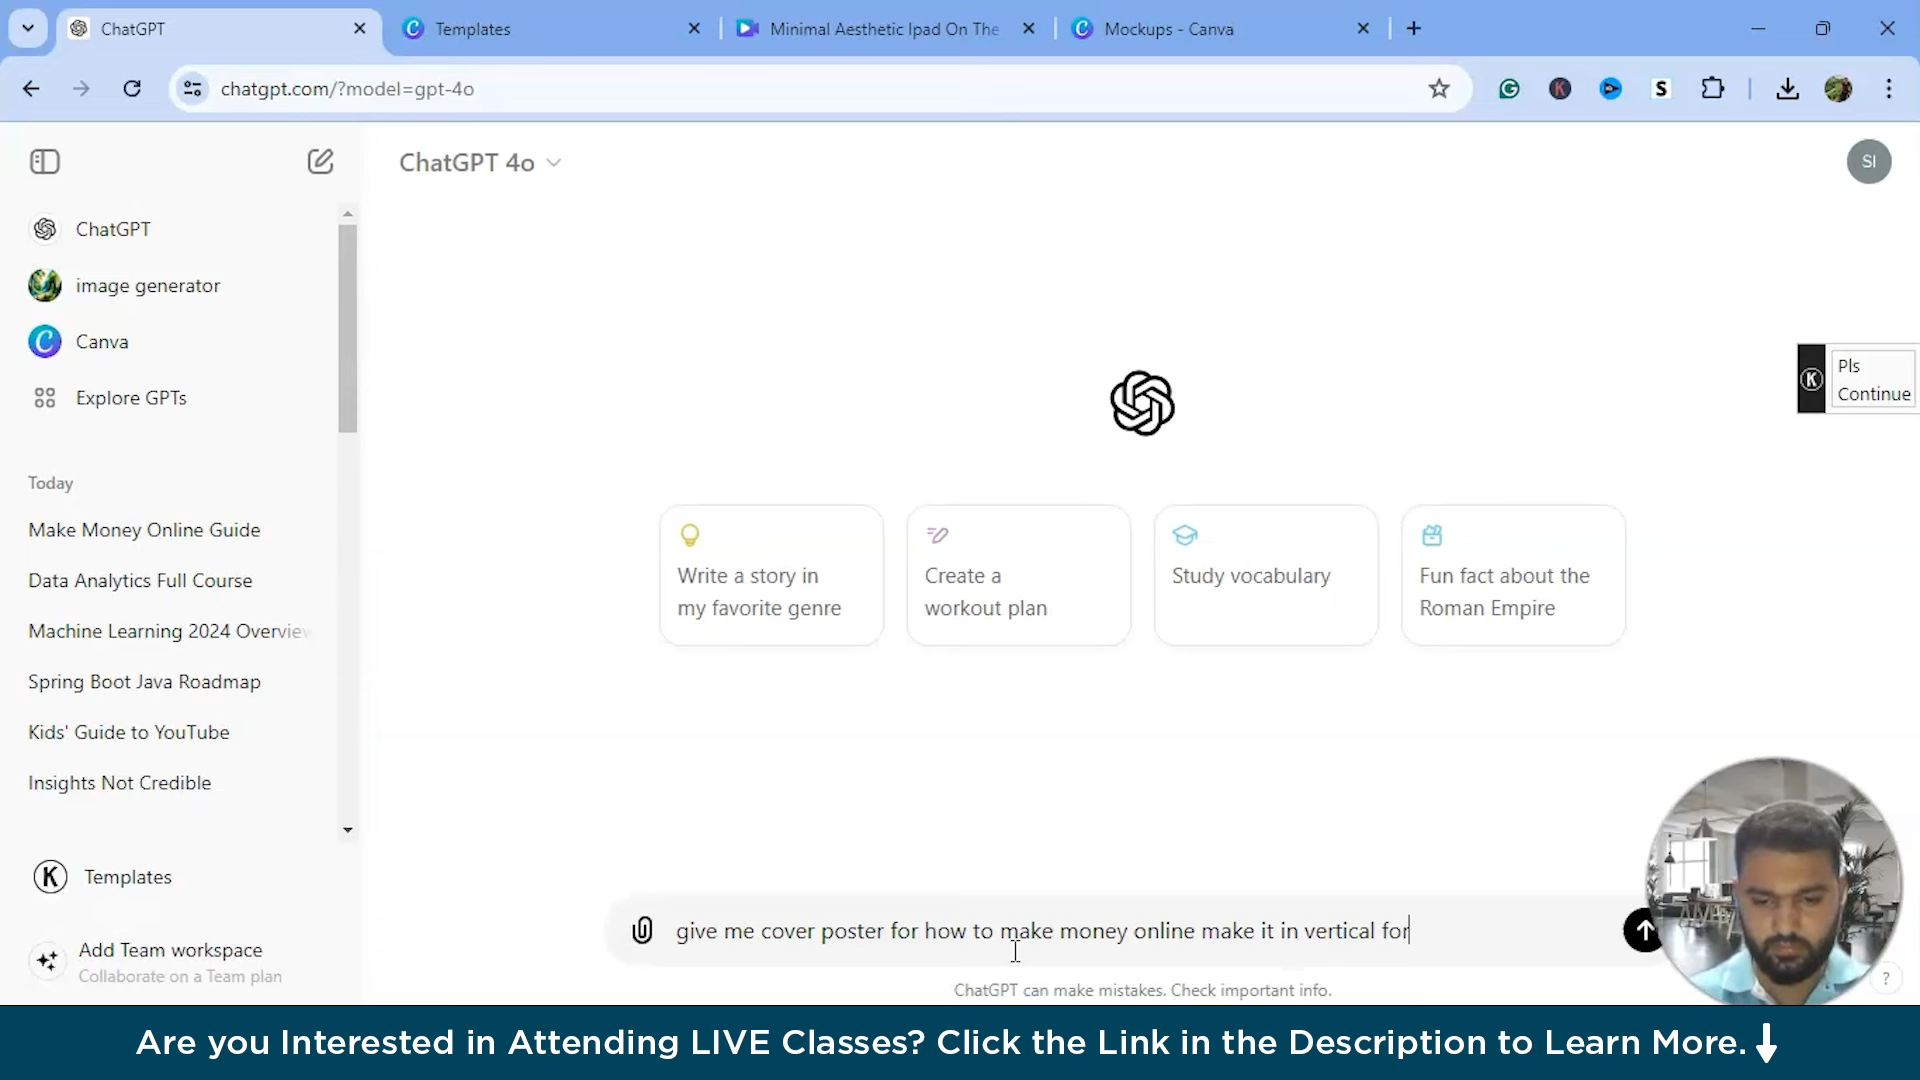 ChatGPT
Templates
Minimal Aesthetic Ipad On The
Mockups - Canva
chatgpt.com/?model=gpt-4o
ChatGPT 4o
SI
ChatGPT
image generator
Canva
Explore GPTs
Pls
Continue
Today
Make Money Online Guide
Data Analytics Full Course
Machine Learning 2024 Overview
Spring Boot Java Roadmap
Kids' Guide to YouTube
Insights Not Credible
Write a story in
my favorite genre
Create a
workout plan
Study vocabulary
Fun fact about the
Roman Empire
Templates
Add Team workspace
Collaborate on a Team plan
give me cover poster for how to make money online make it in vertical for
ChatGPT can make mistakes. Check important info.
?
Are you Interested in Attending LIVE Classes? Click the Link in the Description to Learn More.